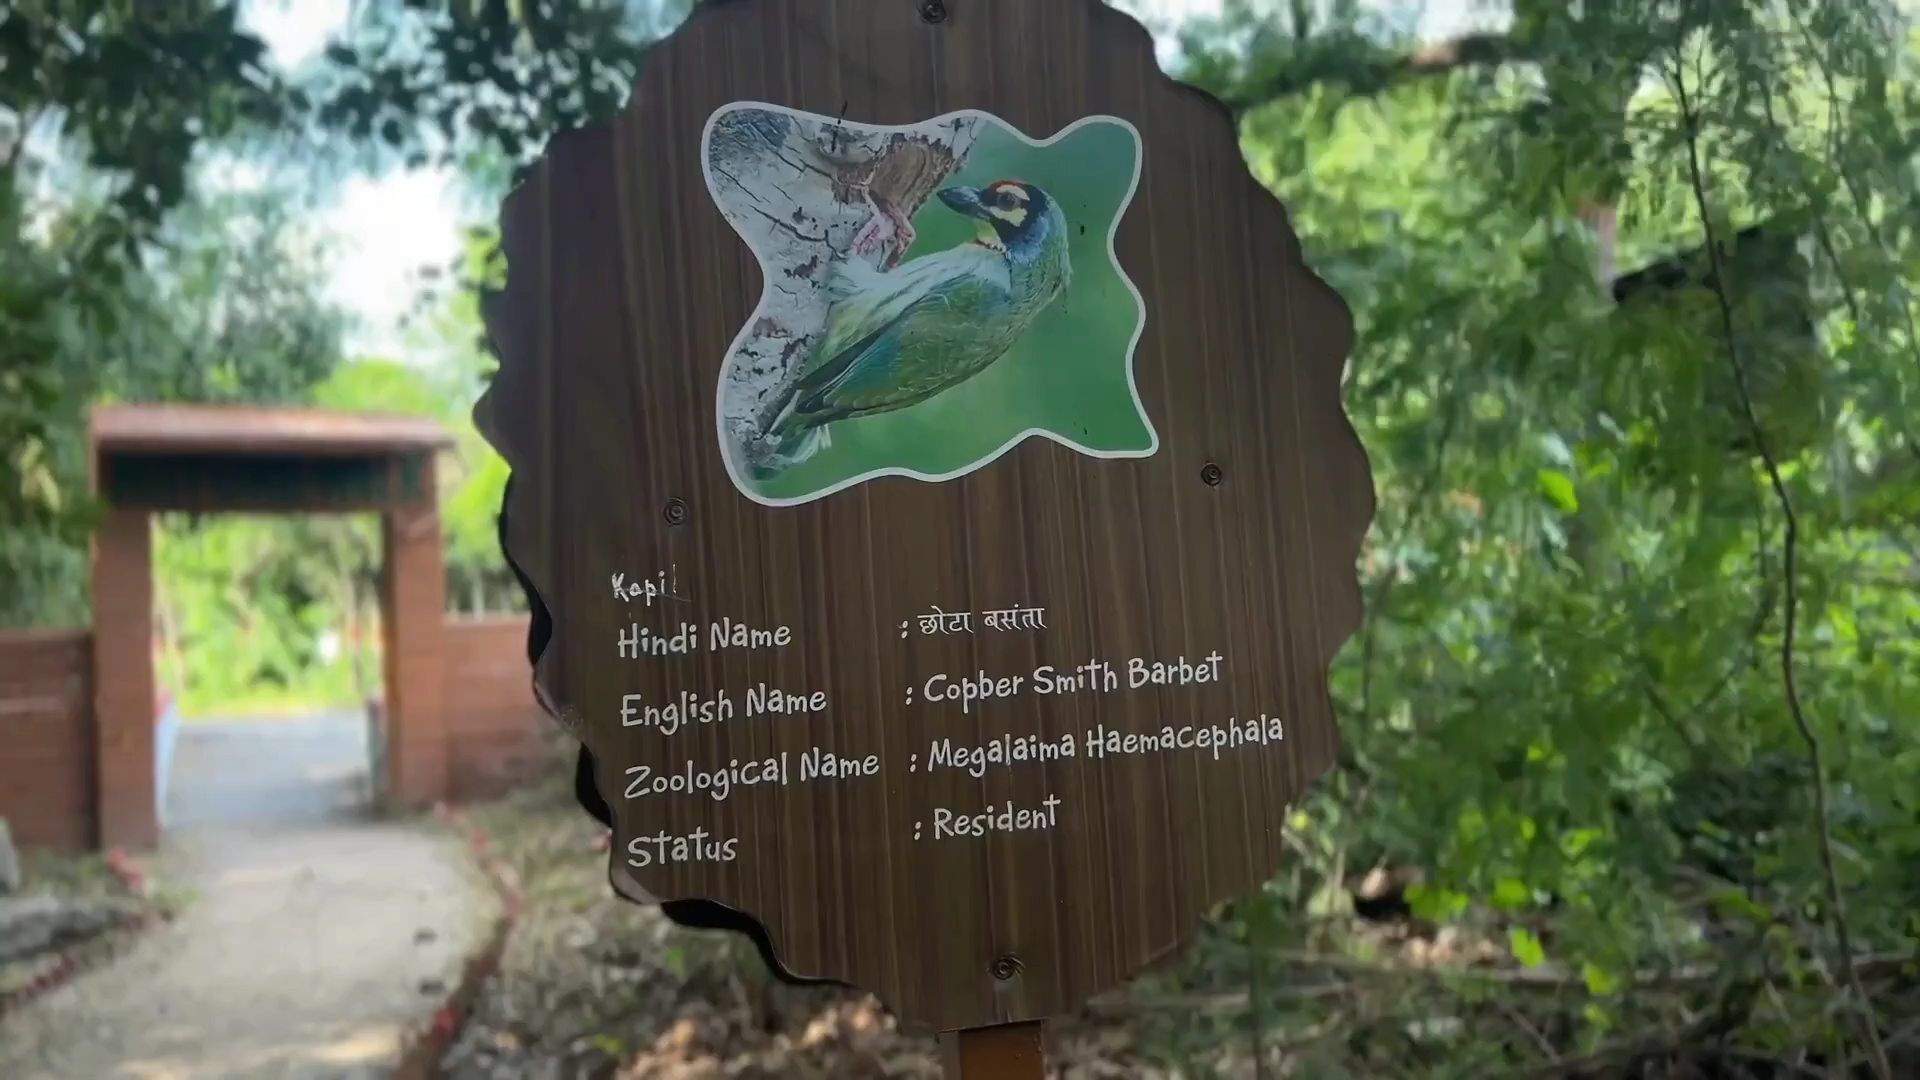 Kapil
Hindi Name : छोटा बसंता
English Name : Copber Smith Barbet
Zoological Name : Megalaima Haemacephala
Status : Resident